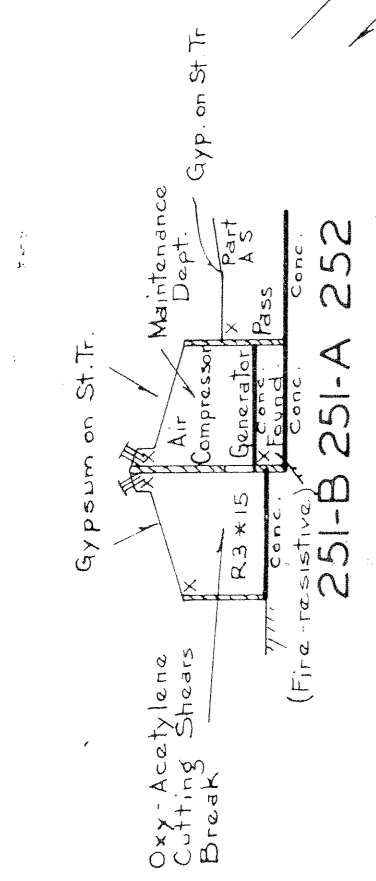 Gypsum on St. Tr.
Maintenance
Dept.
Gyp. on St. Tr
Oxy-Acetylene
Cutting Shears
Break
Air
Compressor
Part
AS
R3*15
Generator
Pass
Conc.
Conc.
Found.
Conc.
Conc.
(Fire-resistive)
251-B 251-A 252
X
X
X
X
X